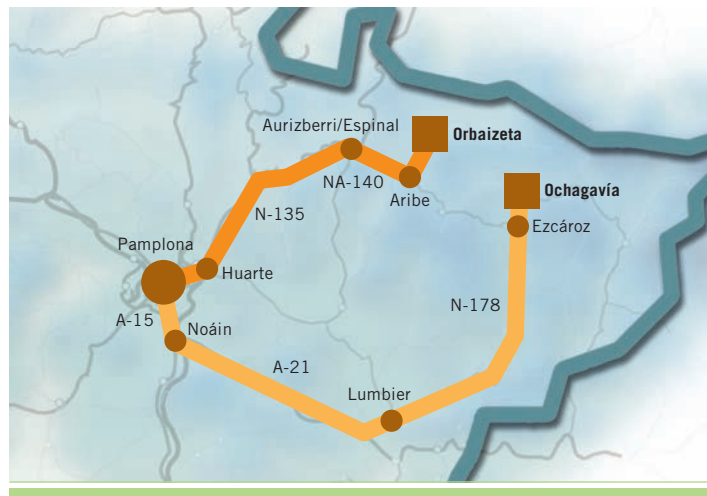 Aurizberri/Espinal
Orbaizeta
NA-140
Aribe
Ochagavía
N-135
Ezcároz
Pamplona
Huarte
N-178
A-15
Noáin
A-21
Lumbier